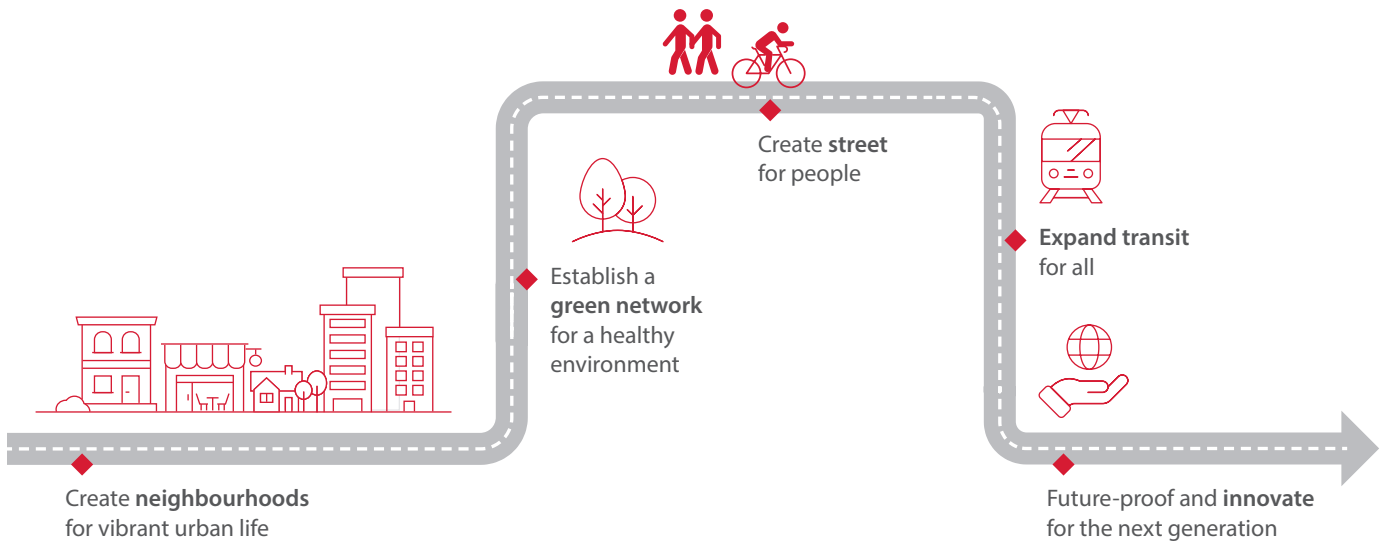 Create neighbourhoods
for vibrant urban life
Establish a
green network
for a healthy
environment
Create street
for people
Expand transit
for all
Future-proof and innovate
for the next generation